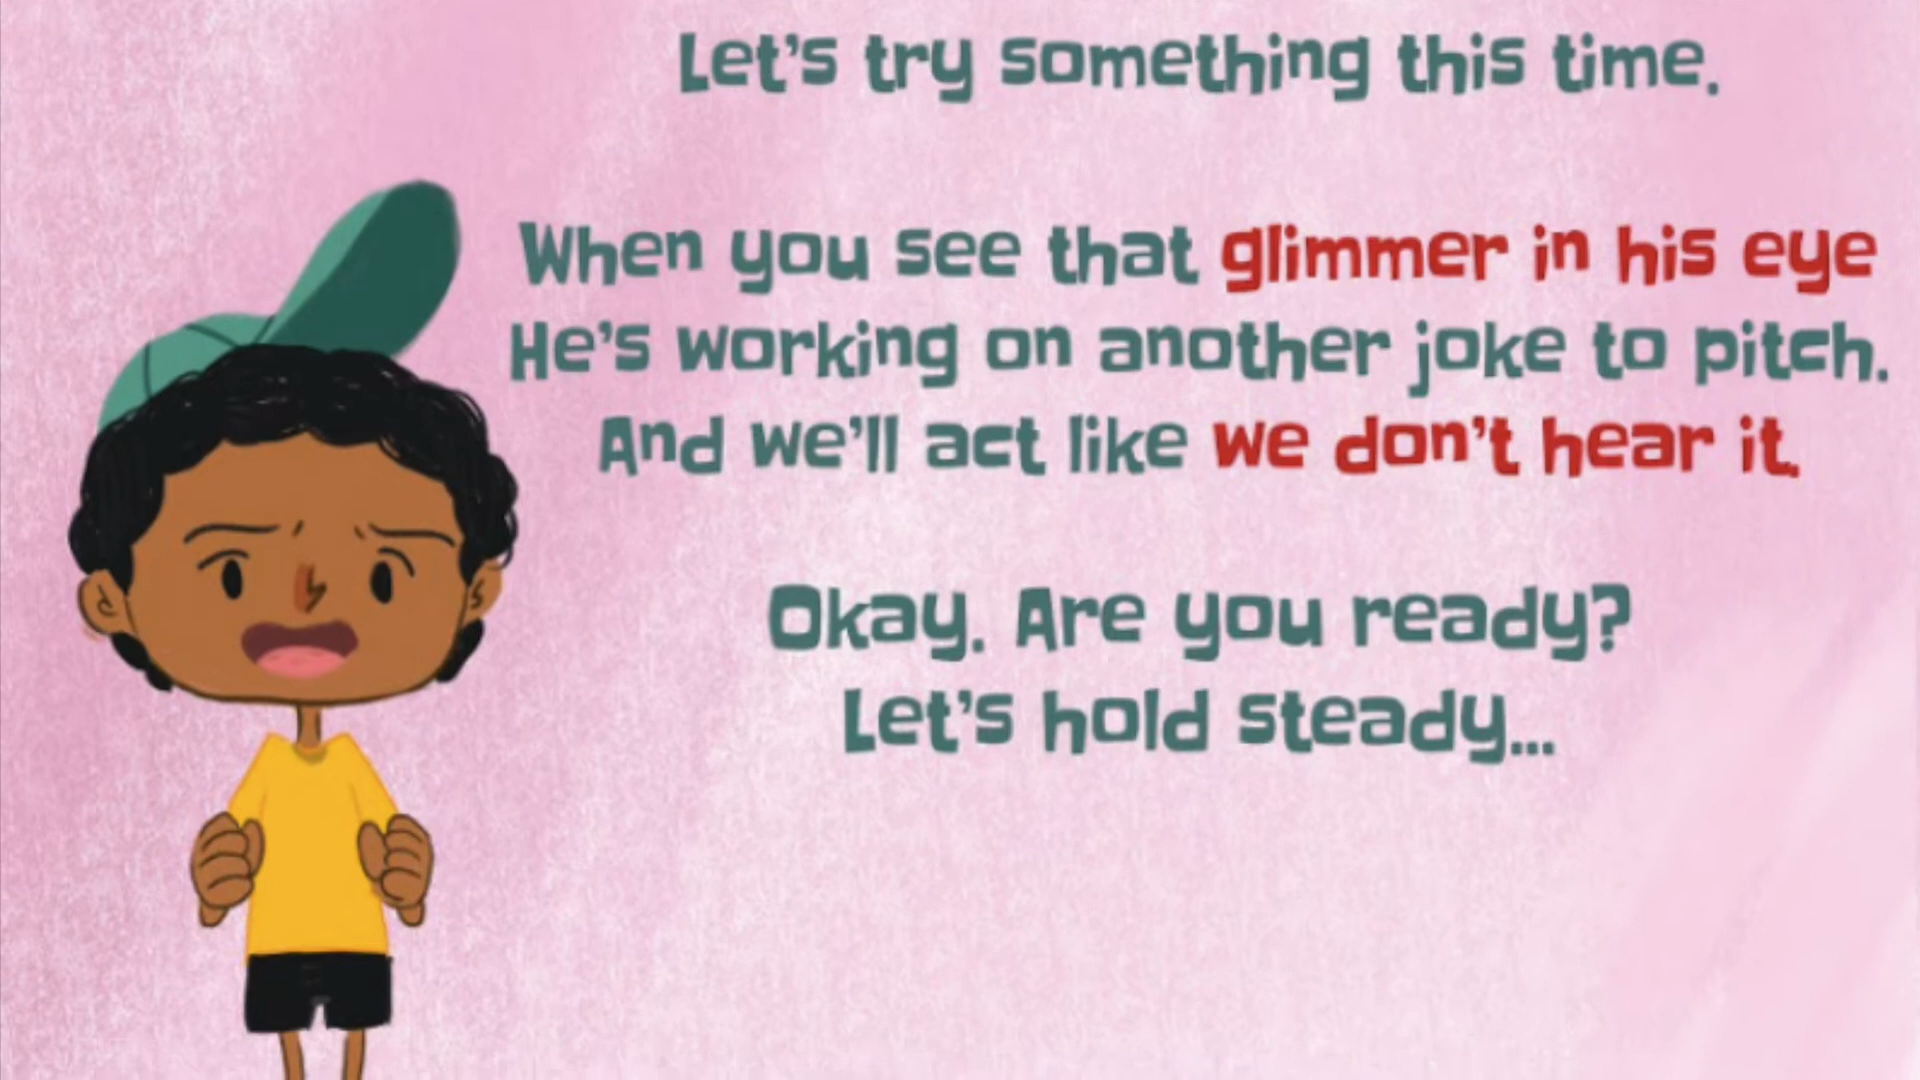 Let's try something this time.
When you see that glimmer in his eye
He's working on another joke to pitch.
And we'll act like we don't hear it.
Okay. Are you ready?
Let's hold steady...